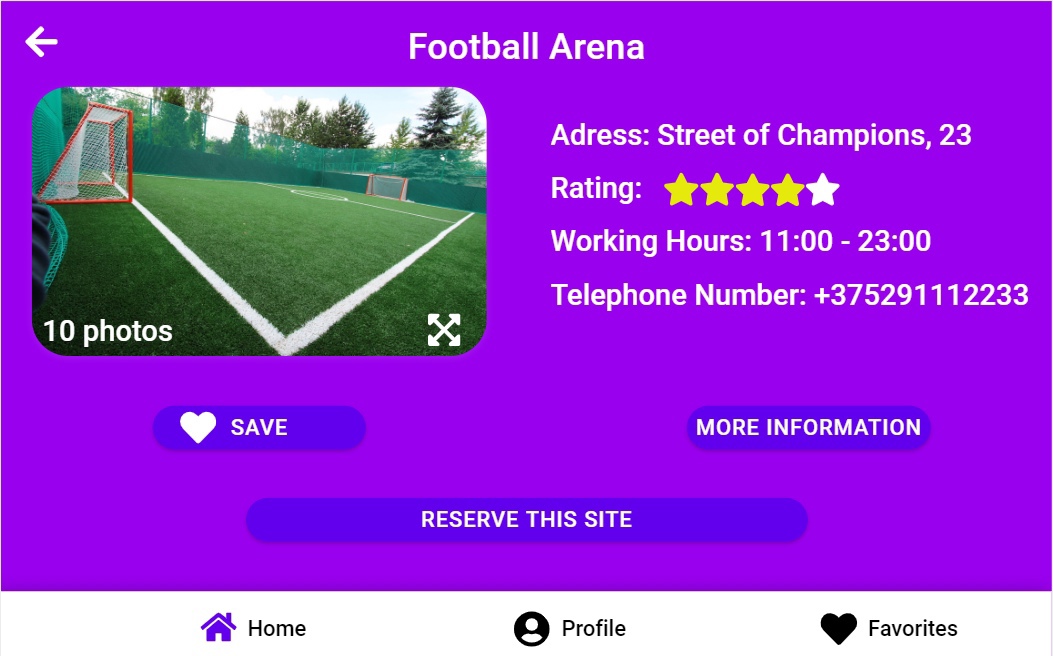 Football Arena
Adress: Street of Champions, 23
Rating:
Working Hours: 11:00 - 23:00
Telephone Number: +375291112233
10 photos
SAVE
MORE INFORMATION
RESERVE THIS SITE
Home
Profile
Favorites